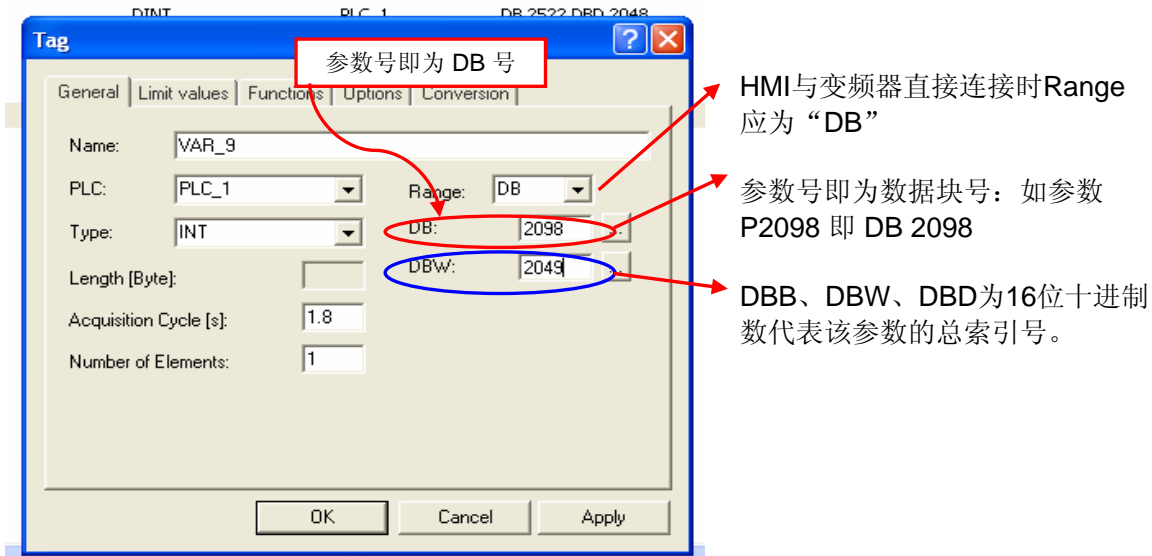 DINT PLC_1 DB 2522 DBD 2048
Tag
参数号即为 DB 号
General Limit values Functions Options Conversion
Name: VAR_9
PLC: PLC_1 Range: DB
Type: INT DB: 2098 ...
Length [Byte]: DBW: 2049 ...
Acquisition Cycle [s]: 1.8
Number of Elements: 1
OK Cancel Apply
HMI与变频器直接连接时Range
应为“DB”
参数号即为数据块号：如参数
P2098 即 DB 2098
DBB、DBW、DBD为16位十进制
数代表该参数的总索引号。